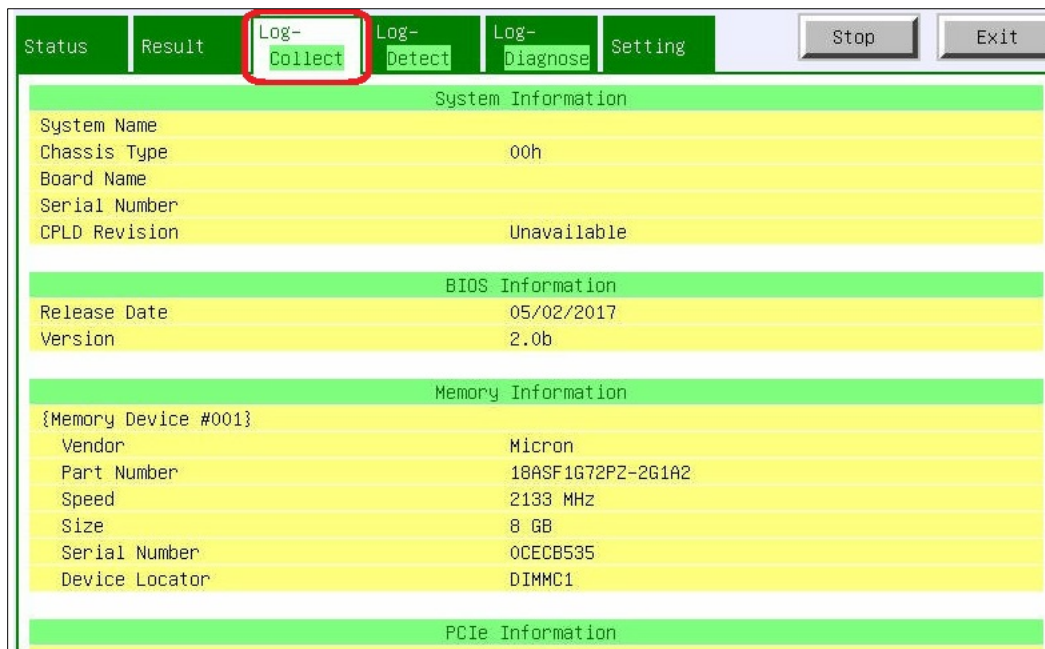 Status Result Log-Collect Log-Detect Log-Diagnose Setting Stop Exit
System Information
System Name
Chassis Type 00h
Board Name
Serial Number
CPLD Revision Unavailable
BIOS Information
Release Date 05/02/2017
Version 2.0b
Memory Information
{Memory Device #001}
Vendor Micron
Part Number 18ASF1G72PZ-2G1A2
Speed 2133 MHz
Size 8 GB
Serial Number 0CECB535
Device Locator DIMMC1
PCIe Information